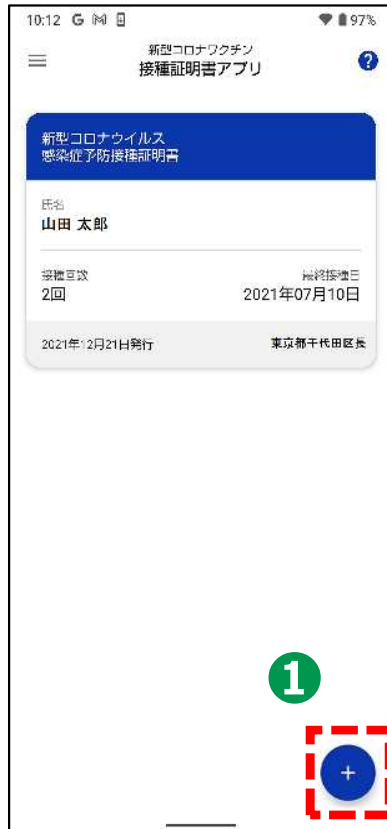 10:12 G 97%
新型コロナワクチン
接種証明書アプリ
?
新型コロナウイルス
感染症予防接種証明書
氏名
山田 太郎
接種回数 最終接種日
2回 2021年07月10日
2021年12月21日発行 東京都千代田区長
1
+